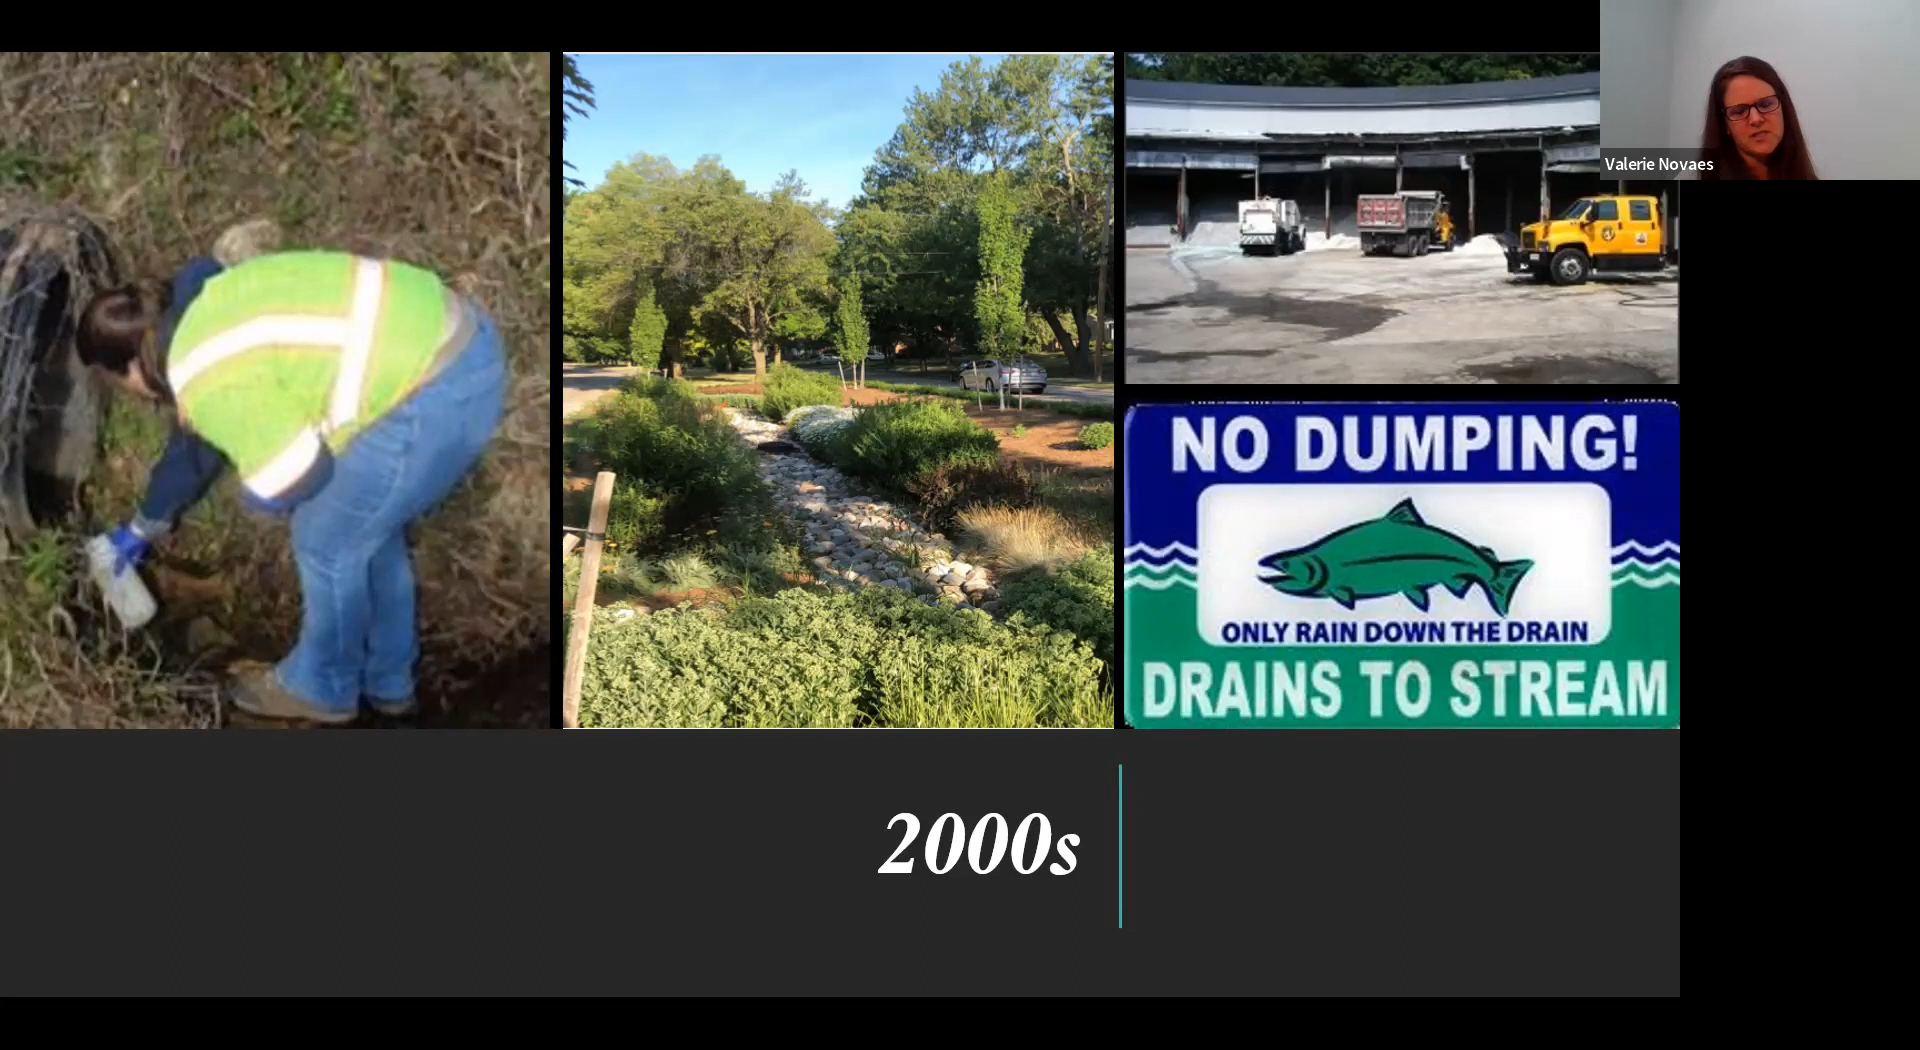 Valerie Novaes
NO DUMPING!
ONLY RAIN DOWN THE DRAIN
DRAINS TO STREAM
2000s